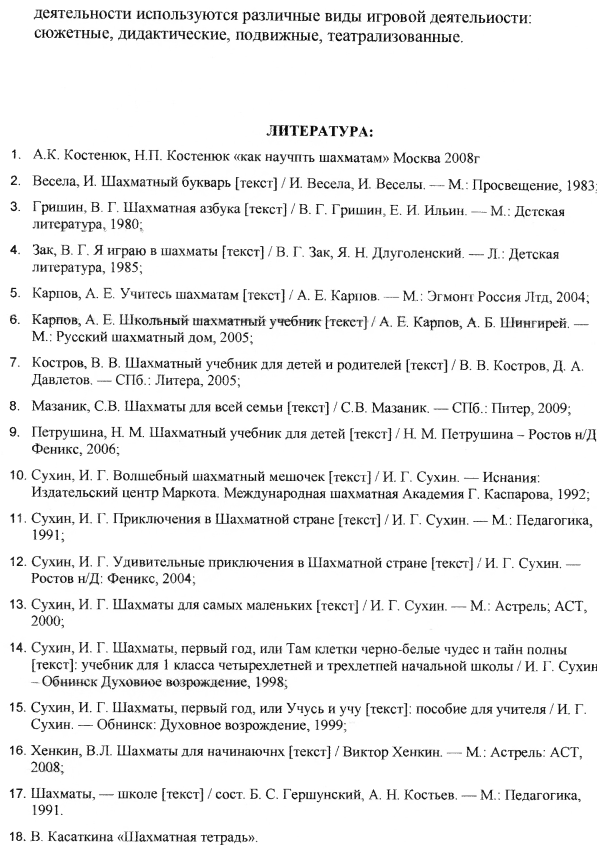 деятельности используются различные виды игровой деятельиости:
сюжетные, дидактические, подвижные, театрализованные.
ЛИТЕРАТУРА:
1. А.К. Костенюк, Н.П. Костенюк «как научпть шахматам» Москва 2008г
2. Весела, И. Шахматный букварь [текст] / И. Весела, И. Веселы. — М.: Просвещение, 1983;
3. Гришин, В. Г. Шахматная азбука [текст] / В. Г. Гришин, Е. И. Ильин. — М.: Дстская
литература, 1980;
4. Зак, В. Г. Я играю в шахматы [текст] / В. Г. Зак, Я. Н. Длуголенский. — Л.: Детская
литература, 1985;
5. Карпов, А. Е. Учитесь шахматам [текст] / А. Е. Карпов. — М.: Эгмонт Россия Лтд, 2004;
6. Карпов, А. Е. Школьный шахматный учебник [текст] / А. Е. Карпов, А. Б. Шингирей. —
М.: Русский шахматный дом, 2005;
7. Костров, В. В. Шахматный учебник для детей и родителей [текст] / В. В. Костров, Д. А.
Давлетов. — СПб.: Литера, 2005;
8. Мазаник, С.В. Шахматы для всей семьи [текст] / С.В. Мазаник. — СПб.: Питер, 2009;
9. Петрушина, Н. М. Шахматный учебник для детей [текст] / Н. М. Петрушина – Ростов н/Д
Феникс, 2006;
10. Сухин, И. Г. Волшебный шахматный мешочек [текст] / И. Г. Сухин. — Иснания:
Издательский центр Маркота. Международная шахматная Академия Г. Каспарова, 1992;
11. Сухин, И. Г. Приключения в Шахматной стране [текст] / И. Г. Сухин. — М.: Педагогика,
1991;
12. Сухин, И. Г. Удивительные приключения в Шахматной стране [текст] / И. Г. Сухин. —
Ростов н/Д: Феникс, 2004;
13. Сухин, И. Г. Шахматы для самых маленьких [текст] / И. Г. Сухин. — М.: Астрель; АСТ,
2000;
14. Сухин, И. Г. Шахматы, первый год, или Там клетки черно-белые чудес и тайн полны
[текст]: учебник для 1 класса четырехлетней и трехлетпей начальной школы / И. Г. Сухин
– Обнинск Духовиое возрождение, 1998;
15. Сухин, И. Г. Шахматы, первый год, или Учусь и учу [текст]: пособие для учителя / И. Г.
Сухин. — Обнинск: Духовное возрождение, 1999;
16. Хенкин, В.Л. Шахматы для начинаючнх [текст] / Виктор Хенкин. — М.: Астрель: АСТ,
2008;
17. Шахматы, — школе [текст] / сост. Б. С. Гершунский, А. Н. Костьев. — М.: Педагогика,
1991.
18. В. Касаткина «Шахматная тетрадь».